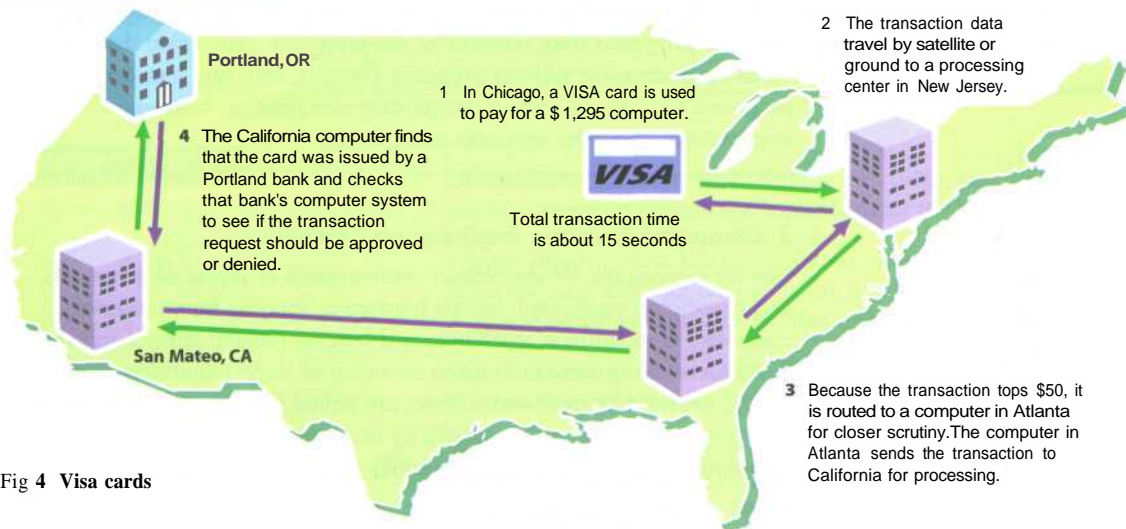 Portland, OR
1 In Chicago, a VISA card is used
to pay for a $1,295 computer.
2 The transaction data
travel by satellite or
ground to a processing
center in New Jersey.
4 The California computer finds
that the card was issued by a
Portland bank and checks
that bank's computer system
to see if the transaction
request should be approved
or denied.
VISA
Total transaction time
is about 15 seconds
San Mateo, CA
3 Because the transaction tops $50, it
is routed to a computer in Atlanta
for closer scrutiny.The computer in
Atlanta sends the transaction to
California for processing.
Fig 4 Visa cards